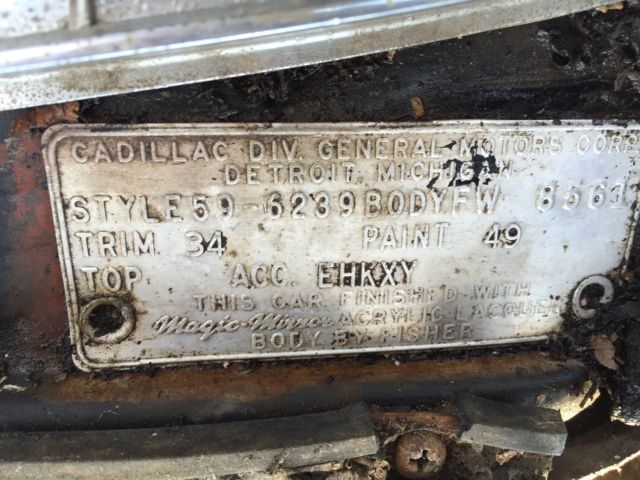 CADILLAC DIV. GENERAL MOTORS CORP
DETROIT, MICHIGAN
STYLE 59-6239 BODY FW 8561
TRIM 34 PAINT 49
TOP ACC. EHKXY
THIS CAR FINISHED WITH
Magic-Mirror ACRYLIC LACQUER
BODY BY FISHER